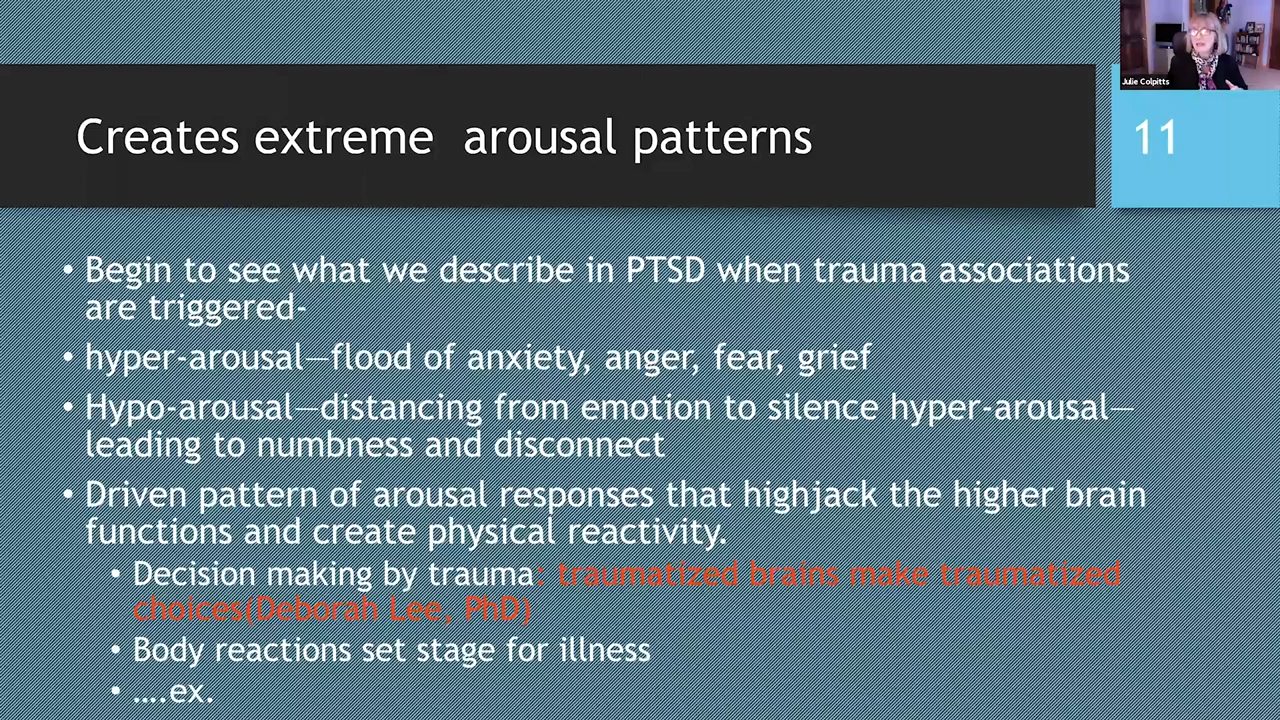 Julie Colpitts
Creates extreme  arousal patterns
11
• Begin to see what we describe in PTSD when trauma associations
are triggered-
• hyper-arousal—flood of anxiety, anger, fear, grief
• Hypo-arousal—distancing from emotion to silence hyper-arousal—
leading to numbness and disconnect
• Driven pattern of arousal responses that highjack the higher brain
functions and create physical reactivity.
• Decision making by trauma: traumatized brains make traumatized
choices(Deborah Lee, PhD)
• Body reactions set stage for illness
• ….ex.